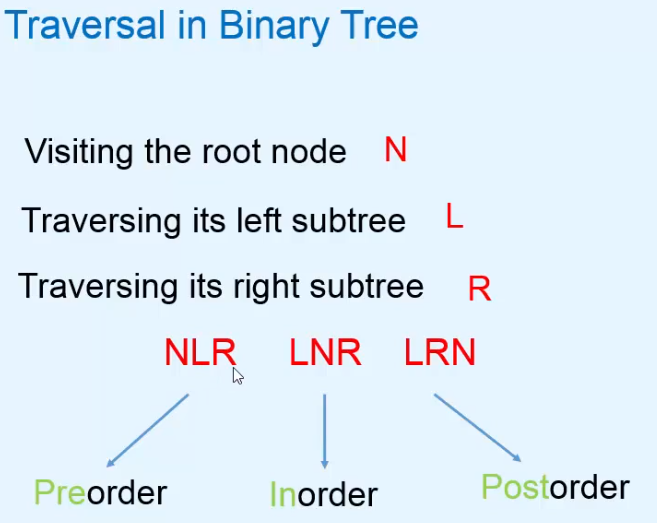 Traversal in Binary Tree
Visiting the root node N
Traversing its left subtree L
Traversing its right subtree R
NLR LNR LRN
Preorder Inorder Postorder